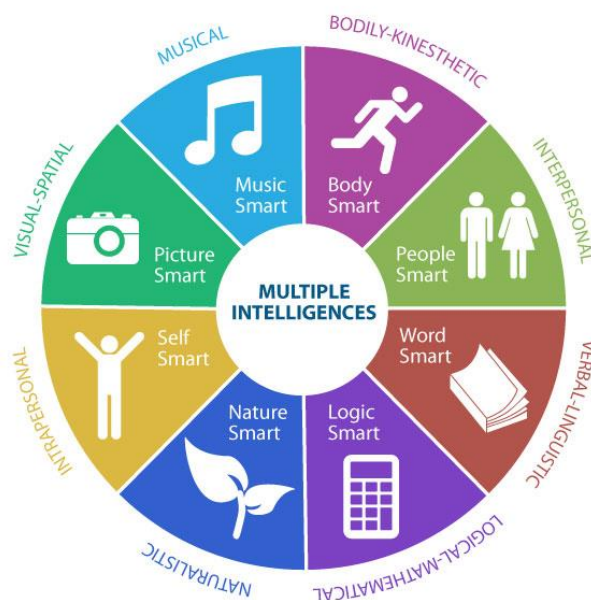 MUSICAL
BODILY-KINESTHETIC
INTERPERSONAL
VERBAL-LINGUISTIC
LOGICAL-MATHEMATICAL
NATURALISTIC
INTRAPERSONAL
VISUAL-SPATIAL
Music
Smart
Body
Smart
People
Smart
Word
Smart
Logic
Smart
Nature
Smart
Self
Smart
Picture
Smart
MULTIPLE
INTELLIGENCES